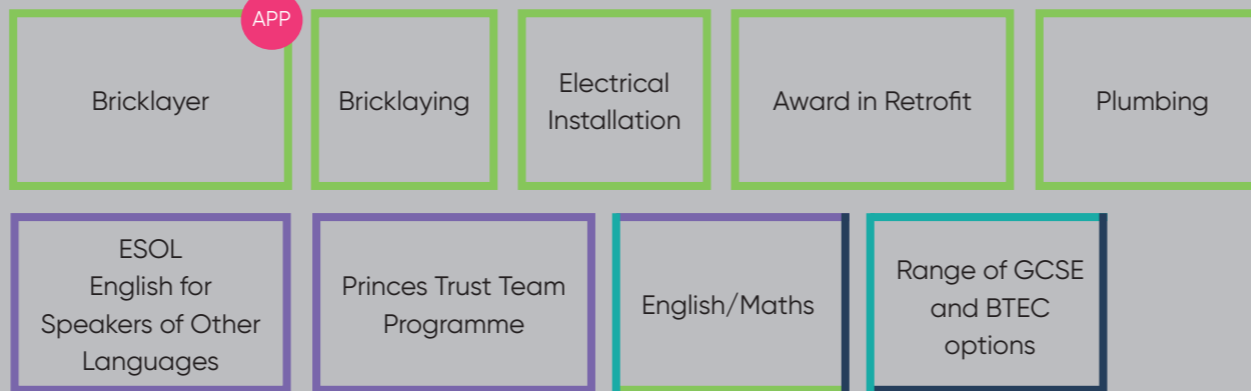 APP
Bricklayer
Bricklaying
Electrical
Installation
Award in Retrofit
Plumbing
ESOL
English for
Speakers of Other
Languages
Princes Trust Team
Programme
English/Maths
Range of GCSE
and BTEC
options